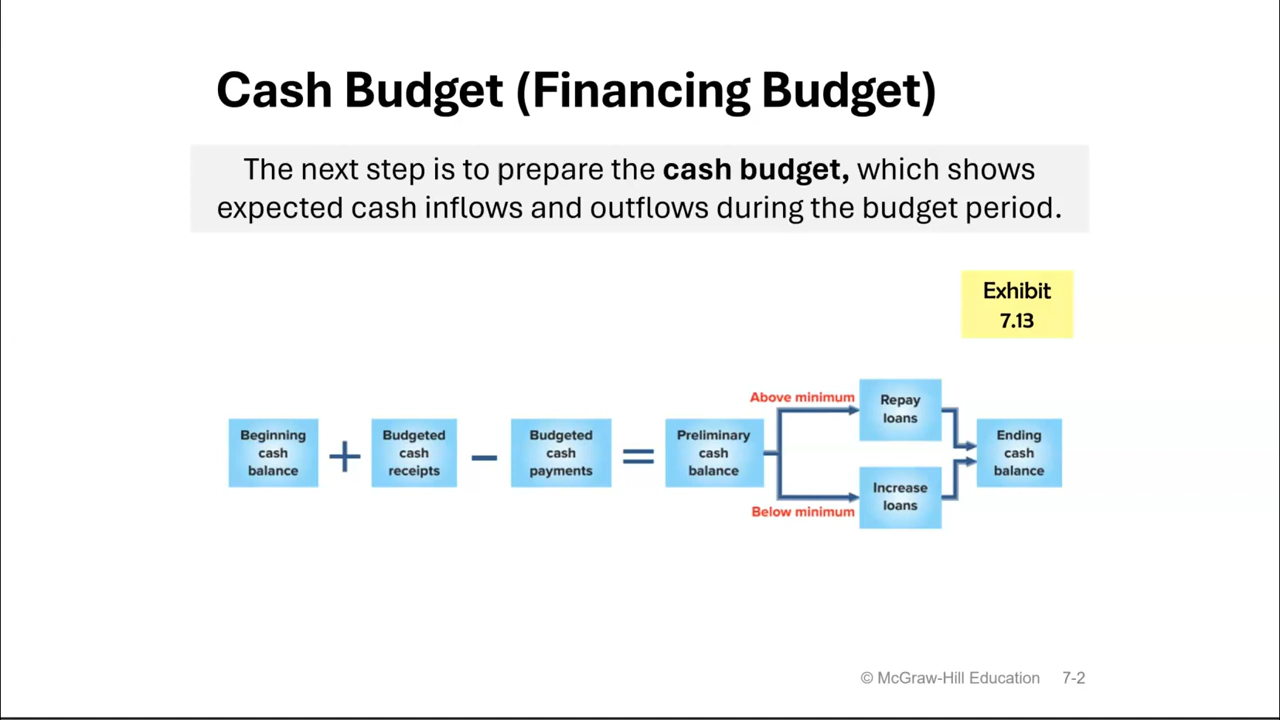 Cash Budget (Financing Budget)
The next step is to prepare the cash budget, which shows
expected cash inflows and outflows during the budget period.
Exhibit
7.13
Beginning
cash
balance
+
Budgeted
cash
receipts
−
Budgeted
cash
payments
=
Preliminary
cash
balance
Above minimum
Repay
loans
Below minimum
Increase
loans
Ending
cash
balance
© McGraw-Hill Education 7-2